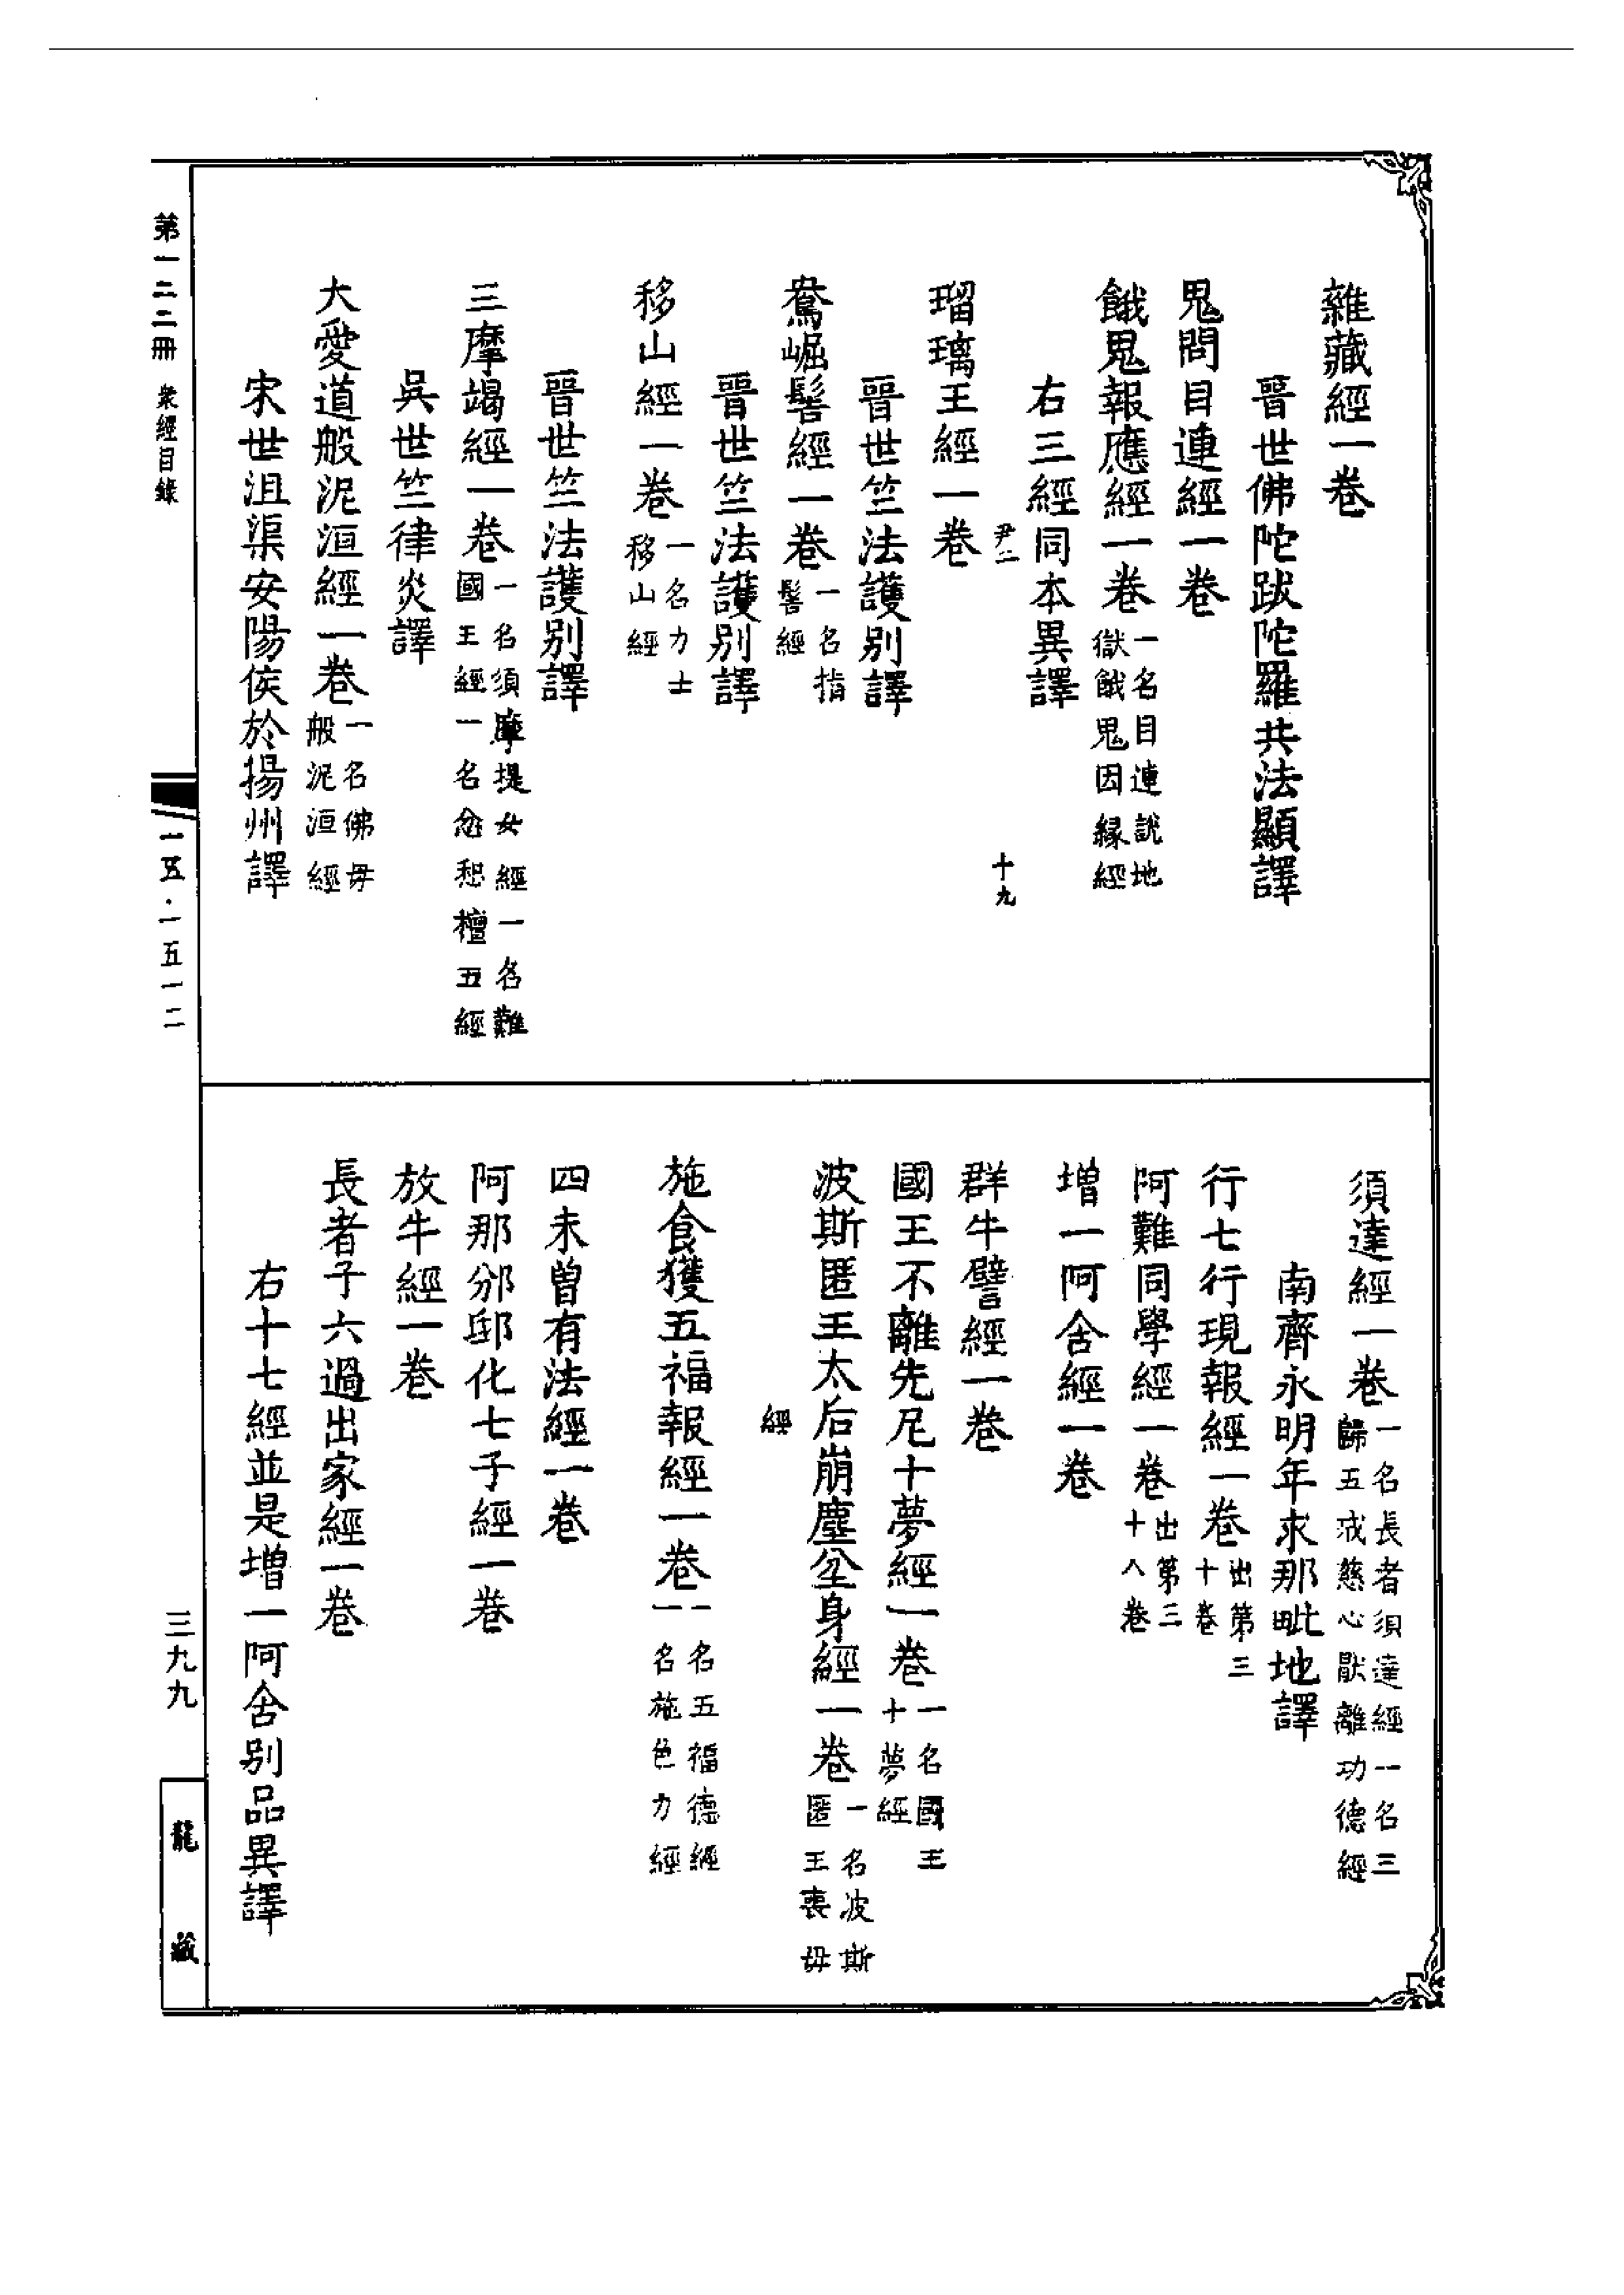 雜藏經一卷
晉世佛陀跋陀羅共法顯譯
鬼問目連經一卷
餓鬼報應經一卷一名目連說地獄餓鬼因縁經
右三經同本異譯
尹二 十九
瑠璃王經一卷
晉世竺法護別譯
鴦崛髻經一卷一名指髻經
晉世竺法護別譯
移山經一卷一名力士移山經
晉世竺法護別譯
三摩竭經一卷一名須摩提女經一名難國王經一名忿恕檀王經
吳世竺律炎譯
大愛道般泥洹經一卷一名佛母般泥洹經
宋世沮渠安陽侯於揚州譯
須達經一卷一名長者須達經一名三歸五戒慈心猒離功德經
南齊永明年求那毗地譯
行七行現報經一卷出第三十卷
阿難同學經一卷出第三十八卷
增一阿含經一卷
群牛譬經一卷
國王不離先尼十夢經一卷一名國王十夢經
波斯匿王太后崩塵坌身經一卷一名波斯匿王喪母
經
施食獲五福報經一卷一名五福德經一名施色力經
四未曾有法經一卷
阿那邠邸化七子經一卷
放牛經一卷
長者子六過出家經一卷
右十七經並是增一阿含別品異譯
第一二二冊 衆經目錄
一五·一五一二
三九九
龍藏